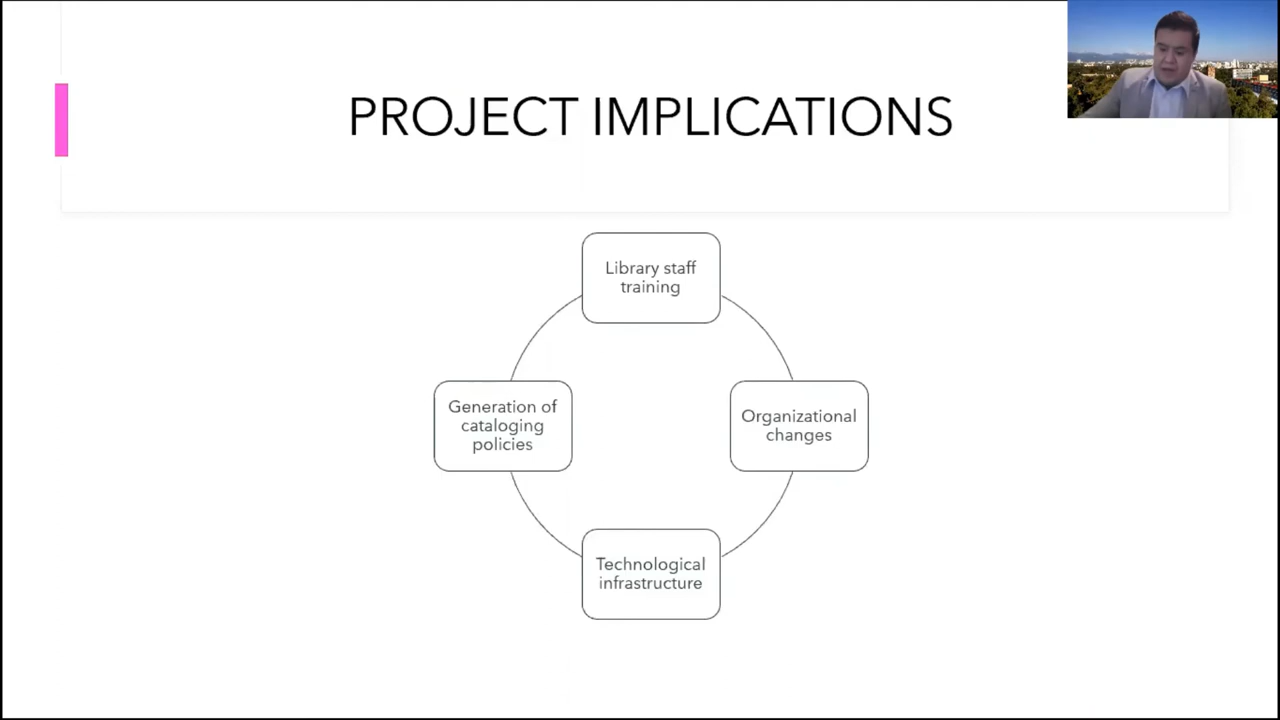 PROJECT IMPLICATIONS
Library staff
training
Generation of
cataloging
policies
Organizational
changes
Technological
infrastructure